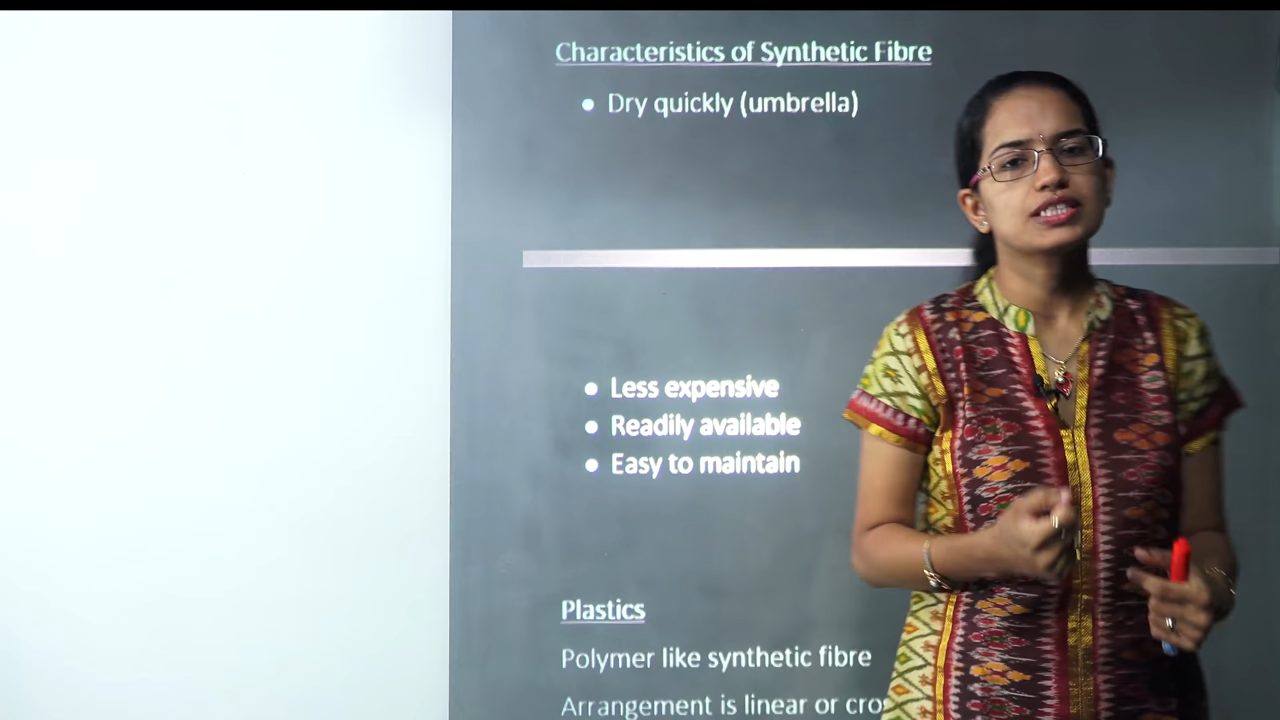 Characteristics of Synthetic Fibre
• Dry quickly (umbrella)
• Less expensive
• Readily available
• Easy to maintain
Plastics
Polymer like synthetic fibre
Arrangement is linear or